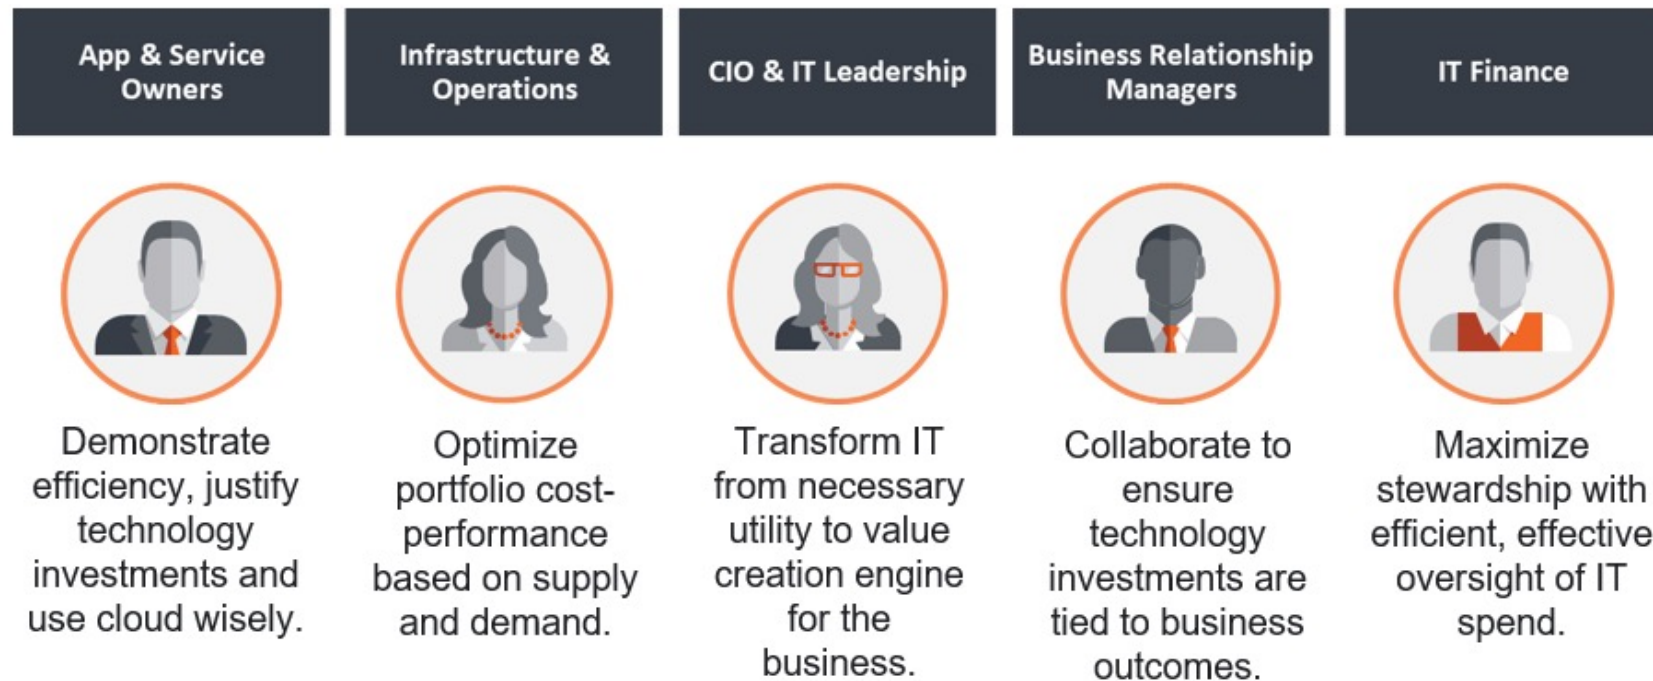 App & Service
Owners
Infrastructure &
Operations
CIO & IT Leadership
Business Relationship
Managers
IT Finance
Demonstrate
efficiency, justify
technology
investments and
use cloud wisely.
Optimize
portfolio cost-
performance
based on supply
and demand.
Transform IT
from necessary
utility to value
creation engine
for the
business.
Collaborate to
ensure
technology
investments are
tied to business
outcomes.
Maximize
stewardship with
efficient, effective
oversight of IT
spend.